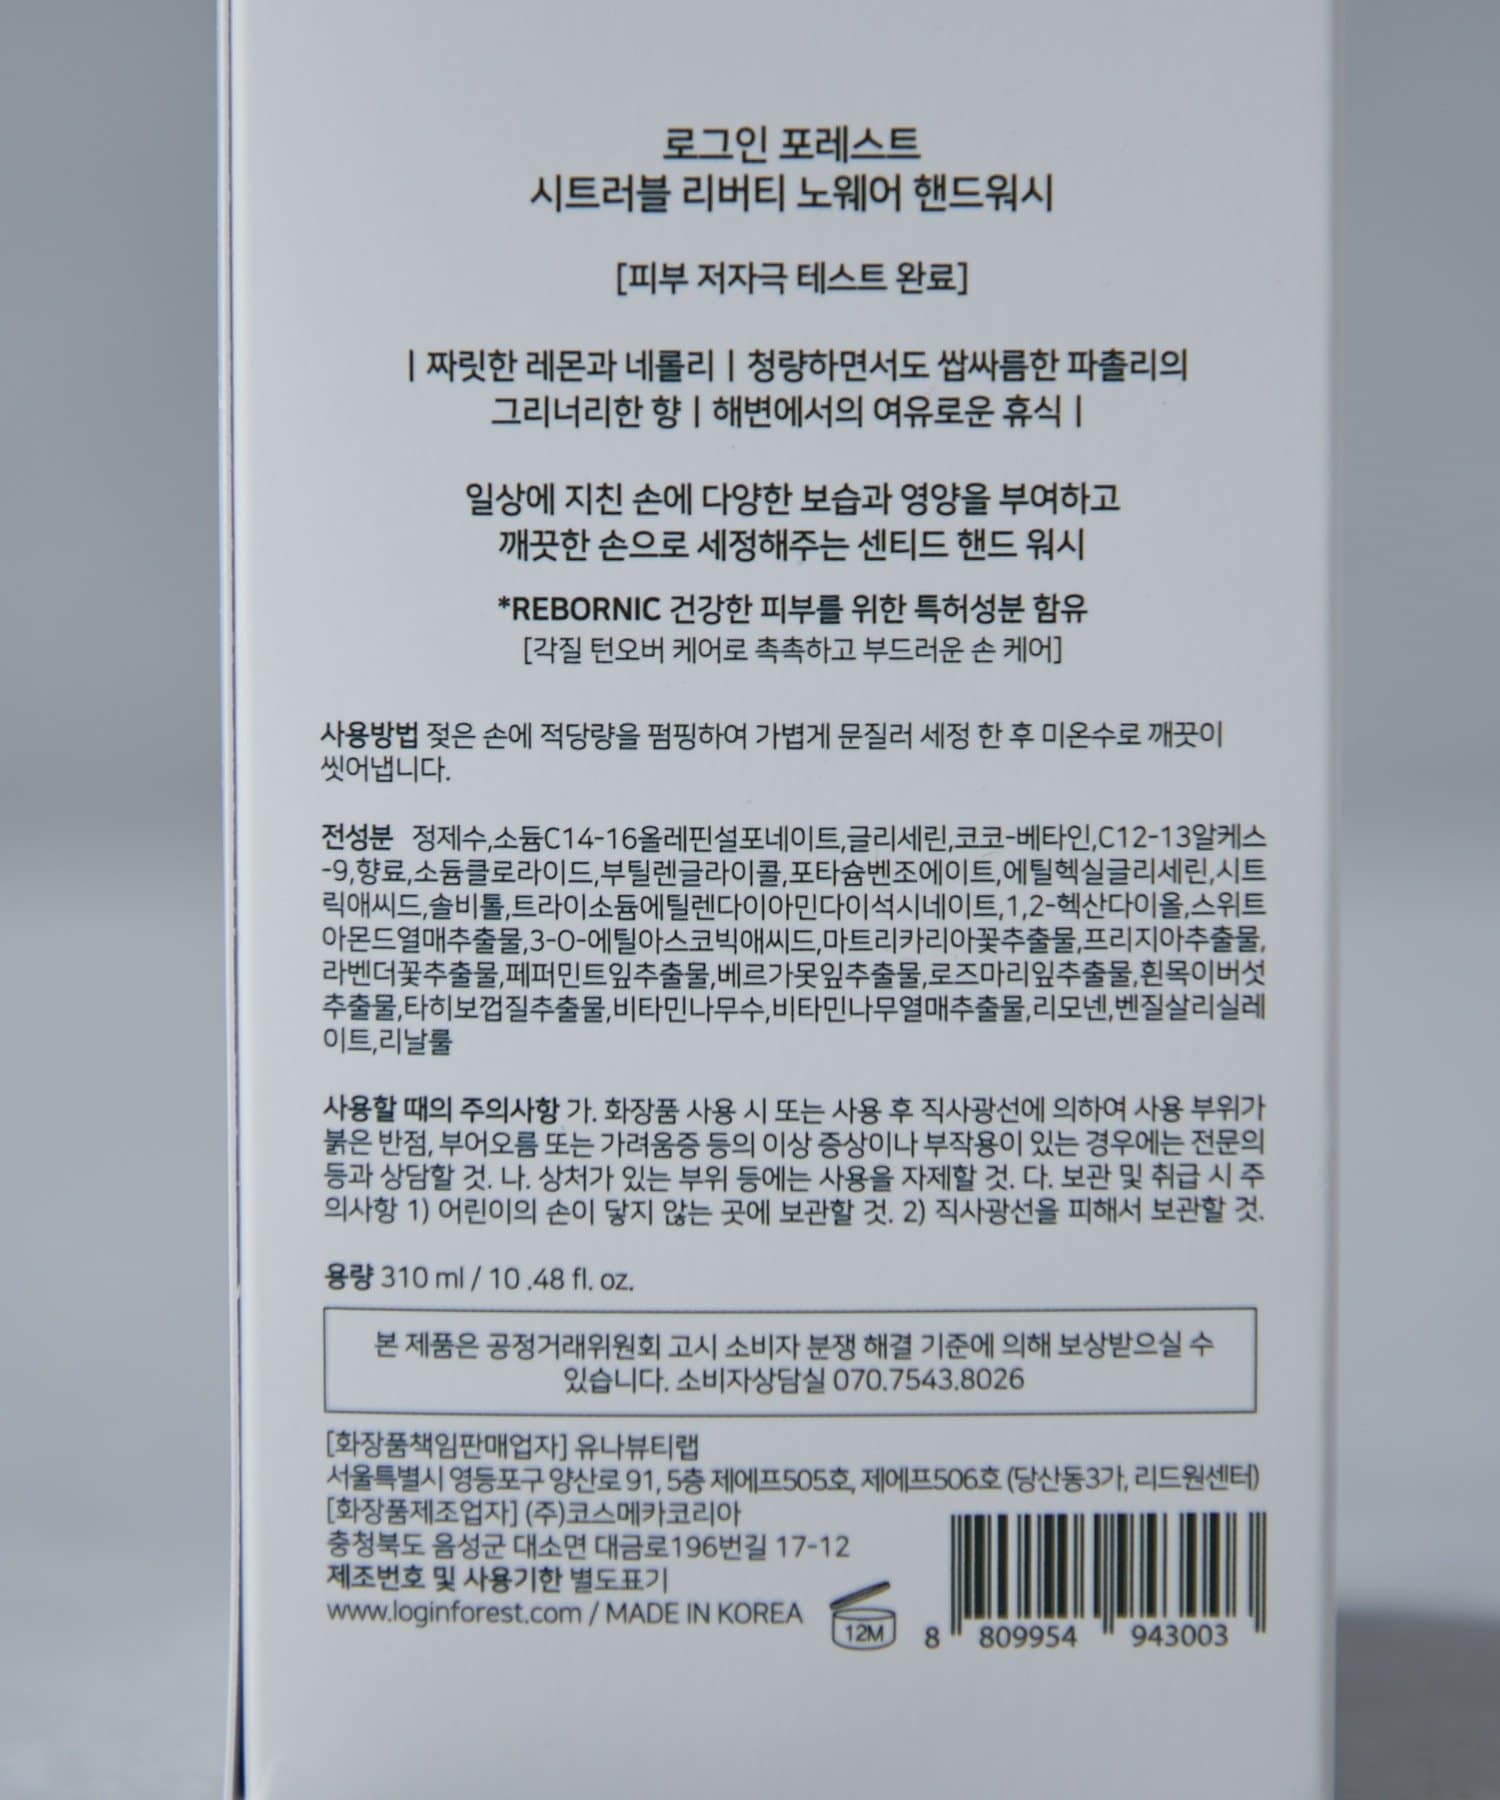 로그인 포레스트
시트러블 리버티 노웨어 핸드워시
[피부 저자극 테스트 완료]
| 짜릿한 레몬과 네롤리 | 청량하면서도 쌉싸름한 파촐리의
그리너리한 향 | 해변에서의 여유로운 휴식 |
일상에 지친 손에 다양한 보습과 영양을 부여하고
깨끗한 손으로 세정해주는 센티드 핸드 워시
*REBORNIC 건강한 피부를 위한 특허성분 함유
[각질 턴오버 케어로 촉촉하고 부드러운 손 케어]
사용방법 젖은 손에 적당량을 펌핑하여 가볍게 문질러 세정 한 후 미온수로 깨끗이
씻어냅니다.
전성분 정제수,소듐C14-16올레핀설포네이트,글리세린,코코-베타인,C12-13알케스
-9,향료,소듐클로라이드,부틸렌글라이콜,포타슘벤조에이트,에틸헥실글리세린,시트
릭애씨드,솔비톨,트라이소듐에틸렌다이아민다이석시네이트,1,2-헥산다이올,스위트
아몬드열매추출물,3-O-에틸아스코빅애씨드,마트리카리아꽃추출물,프리지아추출물,
라벤더꽃추출물,페퍼민트잎추출물,베르가못잎추출물,로즈마리잎추출물,흰목이버섯
추출물,타히보껍질추출물,비타민나무수,비타민나무열매추출물,리모넨,벤질살리실레
이트,리날룰
사용할 때의 주의사항 가. 화장품 사용 시 또는 사용 후 직사광선에 의하여 사용 부위가
붉은 반점, 부어오름 또는 가려움증 등의 이상 증상이나 부작용이 있는 경우에는 전문의
등과 상담할 것. 나. 상처가 있는 부위 등에는 사용을 자제할 것. 다. 보관 및 취급 시 주
의사항 1) 어린이의 손이 닿지 않는 곳에 보관할 것. 2) 직사광선을 피해서 보관할 것.
용량 310 ml / 10 .48 fl. oz.
본 제품은 공정거래위원회 고시 소비자 분쟁 해결 기준에 의해 보상받으실 수
있습니다. 소비자상담실 070.7543.8026
[화장품책임판매업자] 유나뷰티랩
서울특별시 영등포구 양산로 91, 5층 제에프505호, 제에프506호 (당산동3가, 리드원센터)
[화장품제조업자] (주)코스메카코리아
충청북도 음성군 대소면 대금로196번길 17-12
제조번호 및 사용기한 별도표기
www.loginforest.com / MADE IN KOREA
12M
8 809954 943003